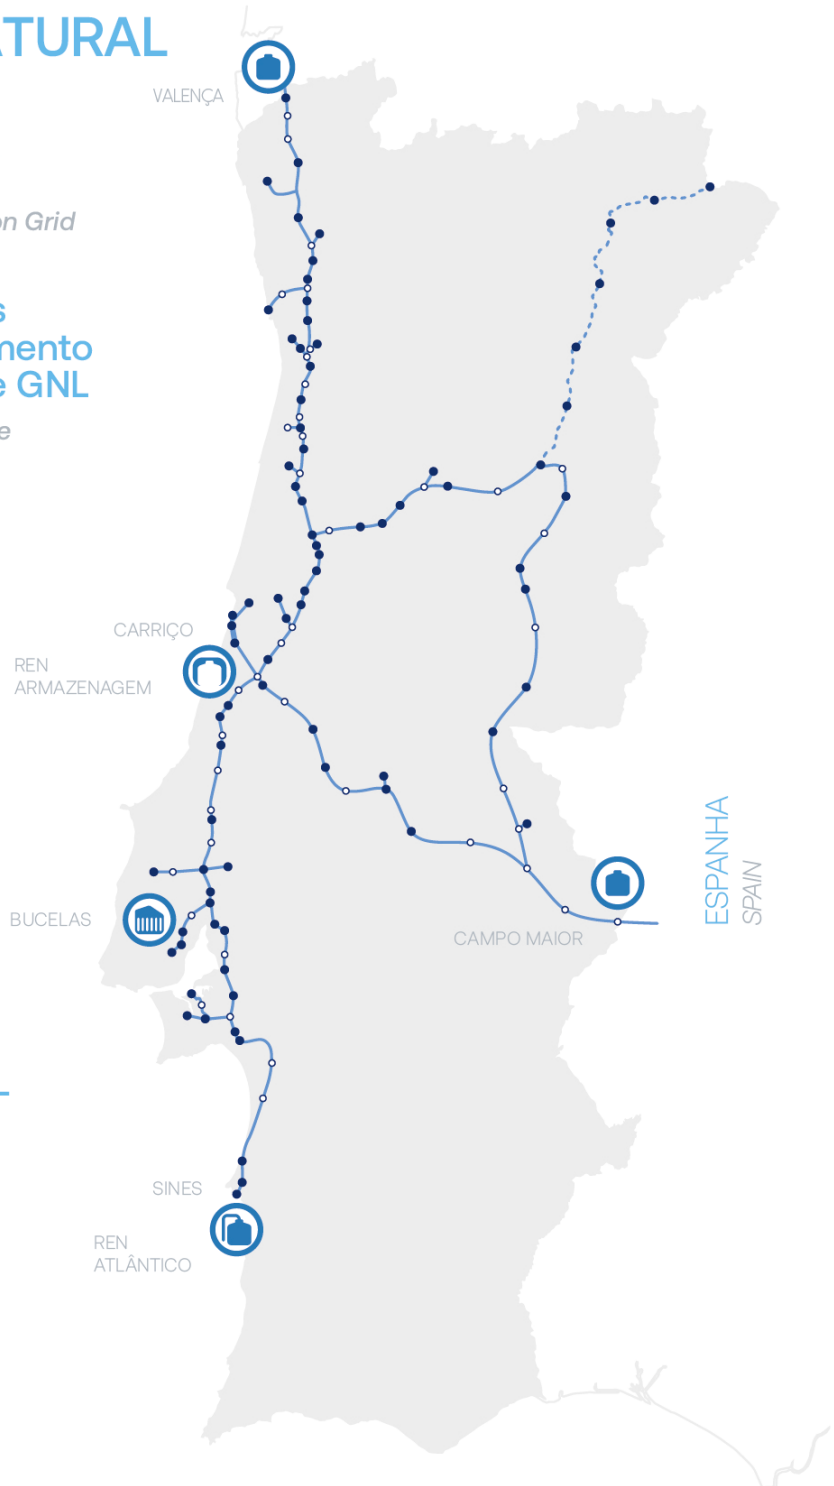 ATURAL
VALENÇA
on Grid
s
mento
e GNL
e
CARRIÇO
REN
ARMAZENAGEM
ESPANHA
SPAIN
BUCELAS
CAMPO MAIOR
SINES
REN
ATLÂNTICO